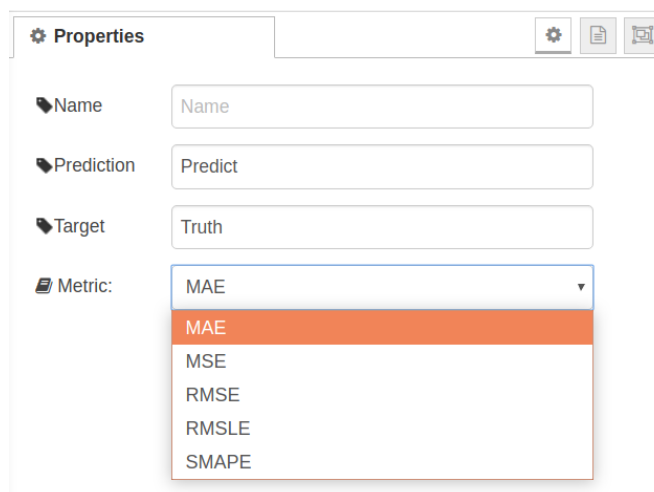 Properties
Name Name
Prediction Predict
Target Truth
Metric: MAE
MAE
MSE
RMSE
RMSLE
SMAPE